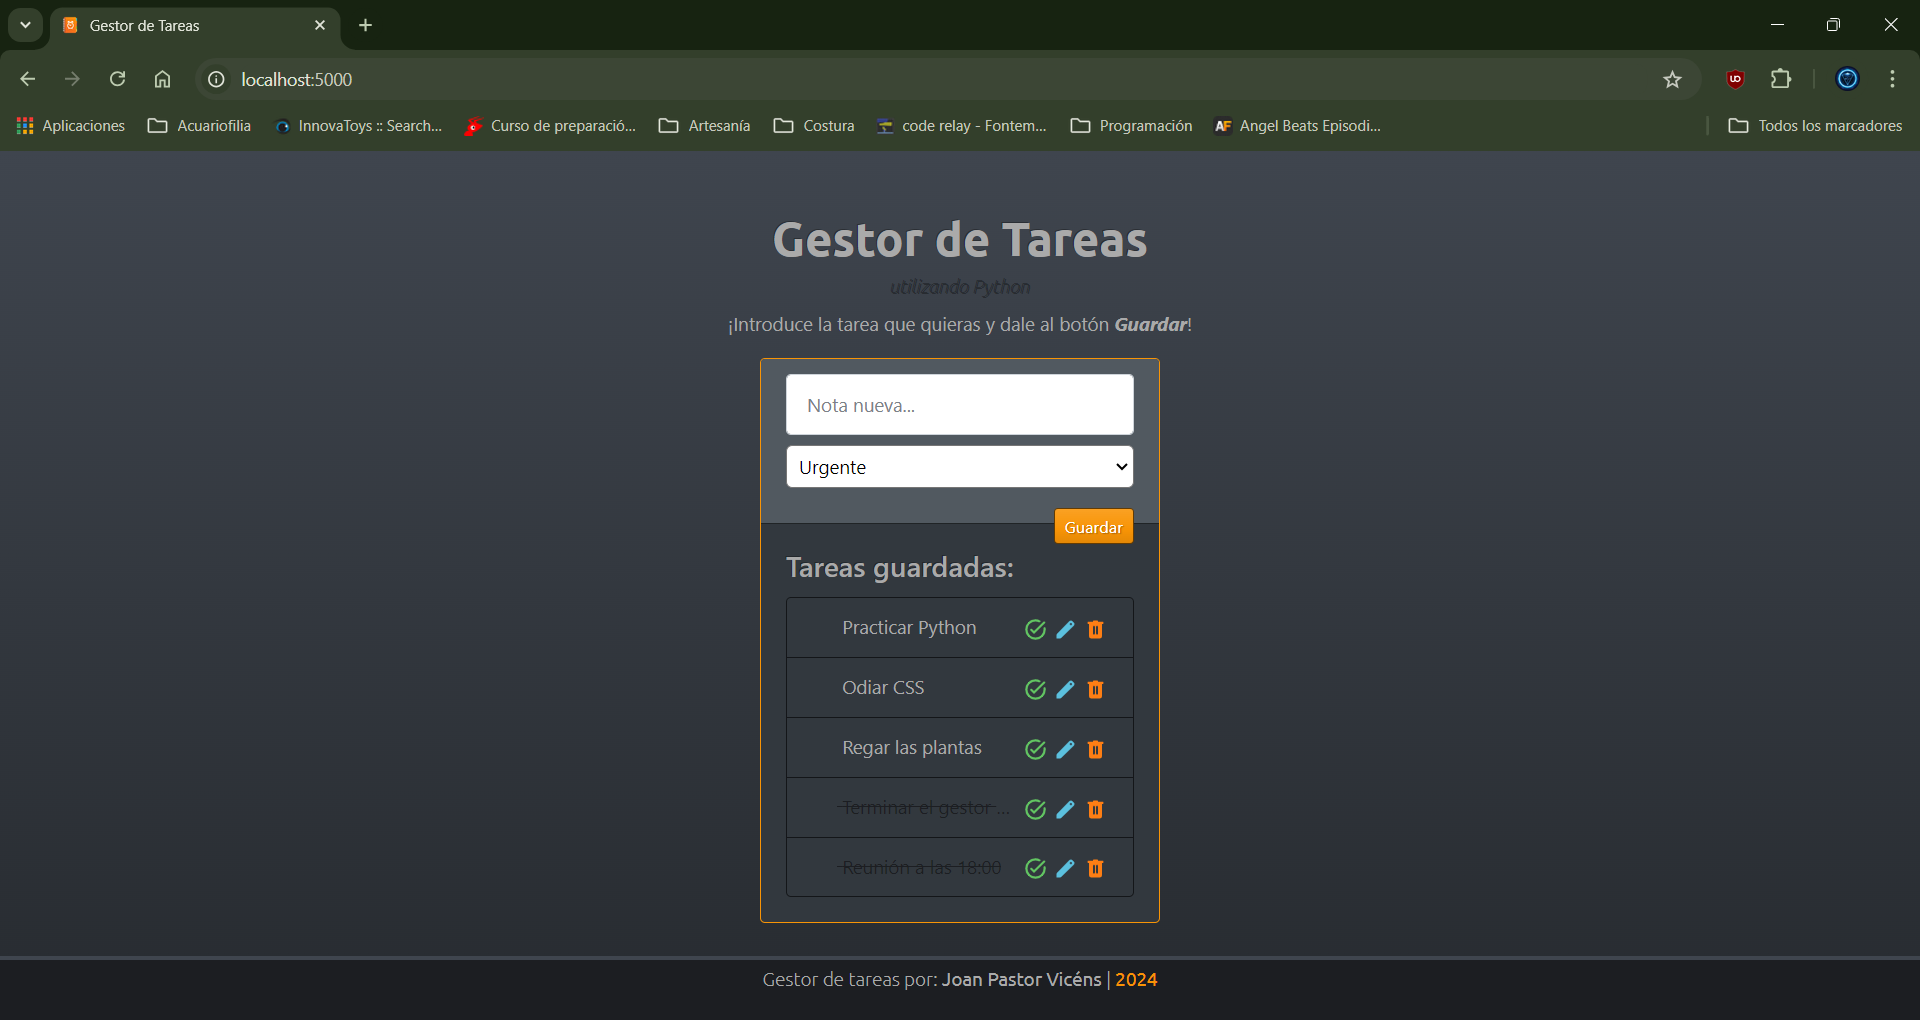 Gestor de Tareas
localhost:5000
Aplicaciones Acuariofilia InnovaToys :: Search... Curso de preparació... Artesanía Costura code relay - Fontem... Programación AF Angel Beats Episodi... Todos los marcadores
Gestor de Tareas
utilizando Python
¡Introduce la tarea que quieras y dale al botón Guardar!
Nota nueva...
Urgente
Guardar
Tareas guardadas:
Practicar Python
Odiar CSS
Regar las plantas
Terminar el gestor ...
Reunión a las 18:00
Gestor de tareas por: Joan Pastor Vicéns | 2024